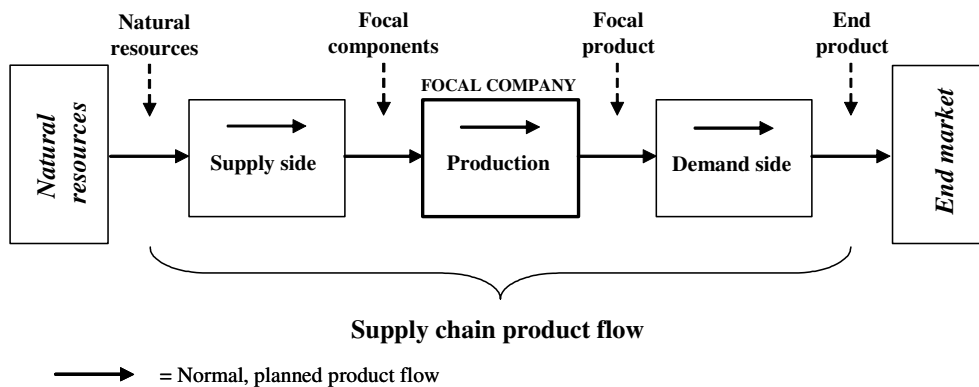 Natural
resources
Focal
components
Focal
product
End
product
FOCAL COMPANY
Natural
resources
Supply side
Production
Demand side
End market
Supply chain product flow
= Normal, planned product flow